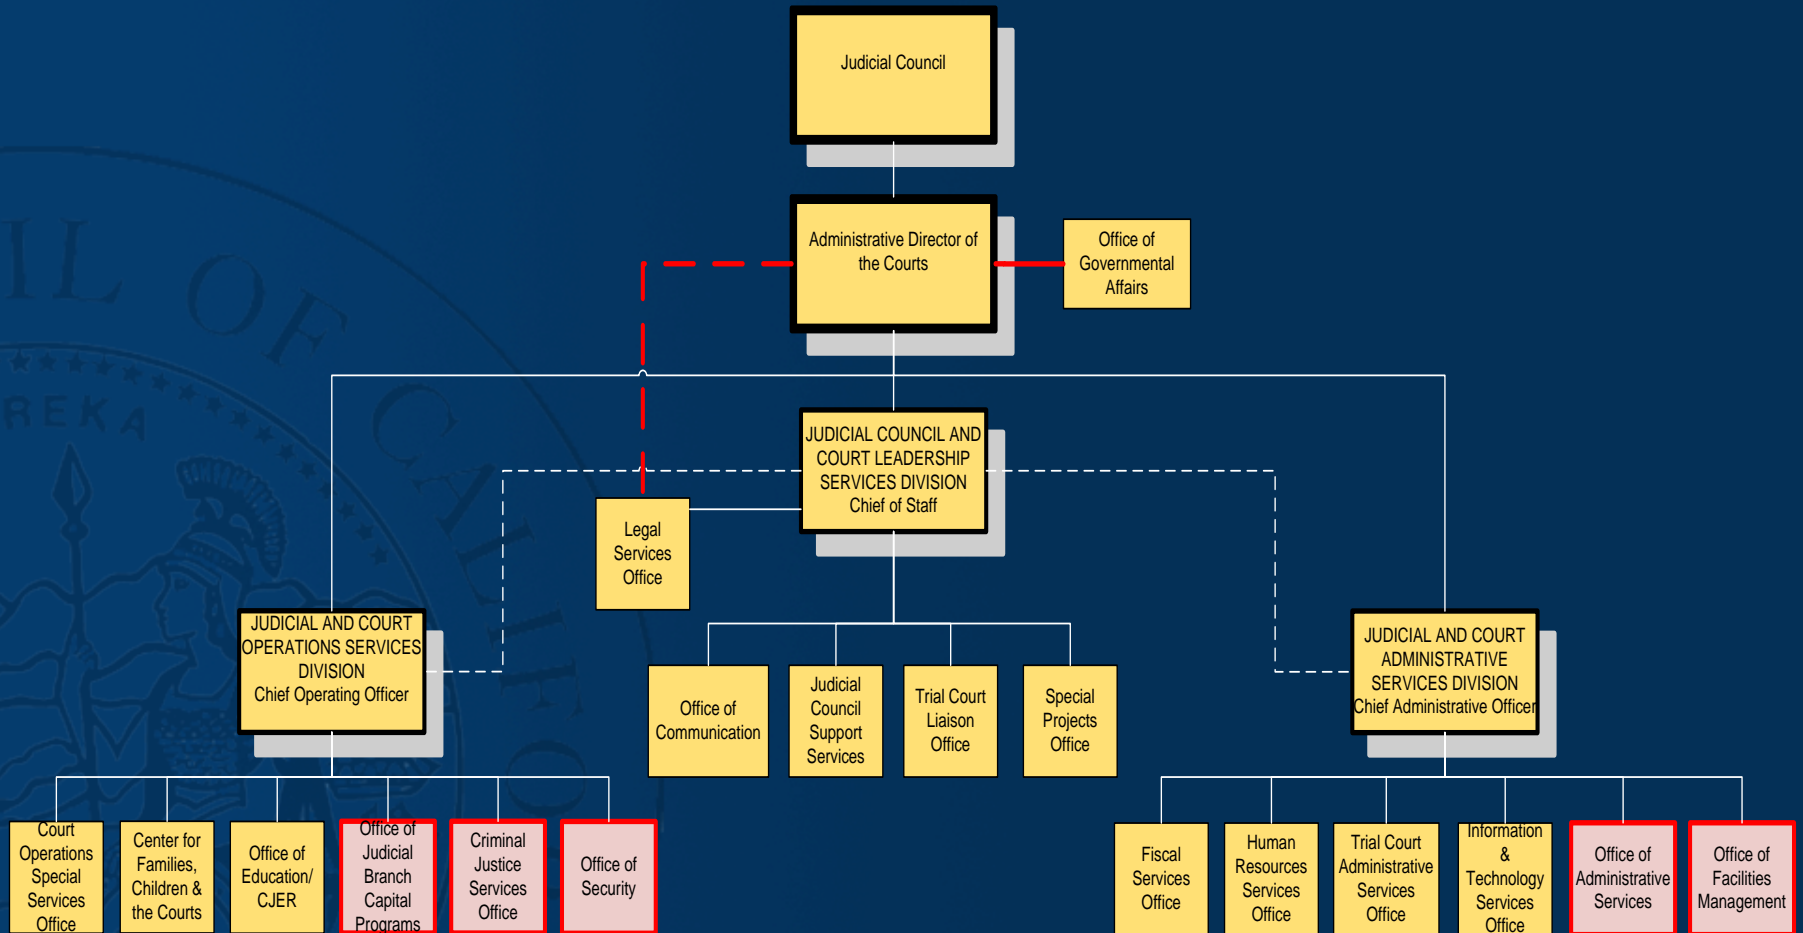 Judicial Council
Administrative Director of
the Courts
Office of
Governmental
Affairs
JUDICIAL COUNCIL AND
COURT LEADERSHIP
SERVICES DIVISION
Chief of Staff
Legal
Services
Office
JUDICIAL AND COURT
OPERATIONS SERVICES
DIVISION
Chief Operating Officer
Office of
Communication
Judicial
Council
Support
Services
Trial Court
Liaison
Office
Special
Projects
Office
JUDICIAL AND COURT
ADMINISTRATIVE
SERVICES DIVISION
Chief Administrative Officer
Court
Operations
Special
Services
Office
Center for
Families,
Children &
the Courts
Office of
Education/
CJER
Office of
Judicial
Branch
Capital
Programs
Criminal
Justice
Services
Office
Office of
Security
Fiscal
Services
Office
Human
Resources
Services
Office
Trial Court
Administrative
Services
Office
Information
&
Technology
Services
Office
Office of
Administrative
Services
Office of
Facilities
Management
IL OF CALIFO
REKA